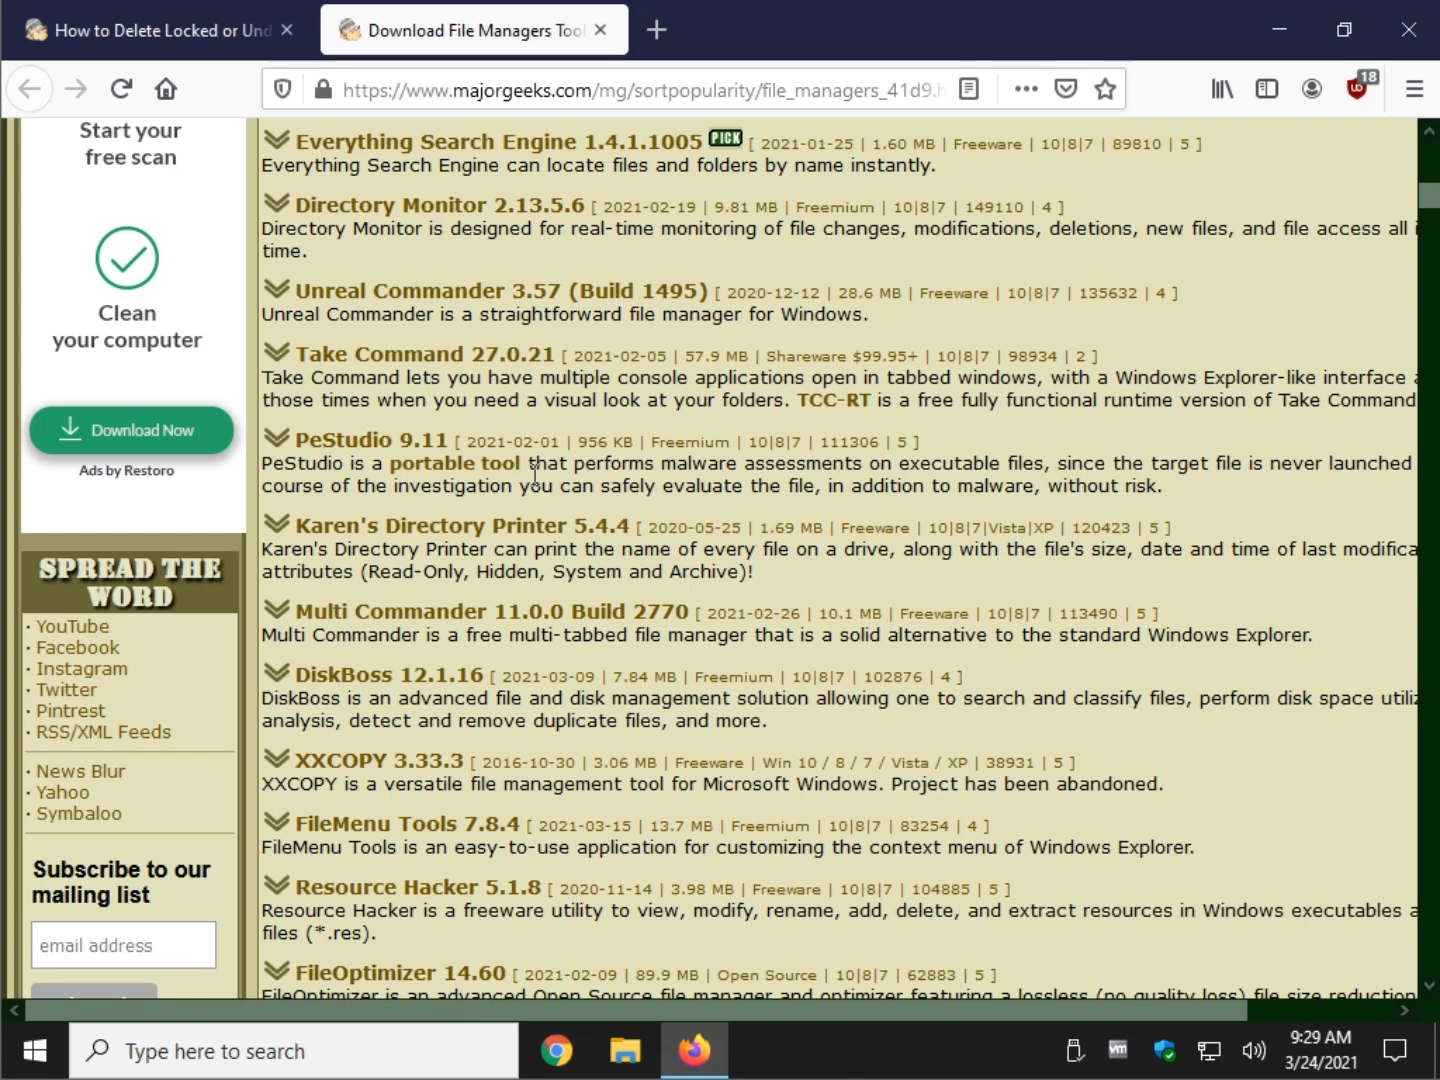 How to Delete Locked or Und
Download File Managers Tool
https://www.majorgeeks.com/mg/sortpopularity/file_managers_41d9.h
18
Start your
free scan
Clean
your computer
Download Now
Ads by Restoro
SPREAD THE
WORD
· YouTube
· Facebook
· Instagram
· Twitter
· Pintrest
· RSS/XML Feeds
· News Blur
· Yahoo
· Symbaloo
Subscribe to our
mailing list
email address
Everything Search Engine 1.4.1.1005 PICK [ 2021-01-25 | 1.60 MB | Freeware | 10|8|7 | 89810 | 5 ]
Everything Search Engine can locate files and folders by name instantly.
Directory Monitor 2.13.5.6 [ 2021-02-19 | 9.81 MB | Freemium | 10|8|7 | 149110 | 4 ]
Directory Monitor is designed for real-time monitoring of file changes, modifications, deletions, new files, and file access all i
time.
Unreal Commander 3.57 (Build 1495) [ 2020-12-12 | 28.6 MB | Freeware | 10|8|7 | 135632 | 4 ]
Unreal Commander is a straightforward file manager for Windows.
Take Command 27.0.21 [ 2021-02-05 | 57.9 MB | Shareware $99.95+ | 10|8|7 | 98934 | 2 ]
Take Command lets you have multiple console applications open in tabbed windows, with a Windows Explorer-like interface a
those times when you need a visual look at your folders. TCC-RT is a free fully functional runtime version of Take Command
PeStudio 9.11 [ 2021-02-01 | 956 KB | Freemium | 10|8|7 | 111306 | 5 ]
PeStudio is a portable tool that performs malware assessments on executable files, since the target file is never launched
course of the investigation you can safely evaluate the file, in addition to malware, without risk.
Karen's Directory Printer 5.4.4 [ 2020-05-25 | 1.69 MB | Freeware | 10|8|7|Vista|XP | 120423 | 5 ]
Karen's Directory Printer can print the name of every file on a drive, along with the file's size, date and time of last modifica
attributes (Read-Only, Hidden, System and Archive)!
Multi Commander 11.0.0 Build 2770 [ 2021-02-26 | 10.1 MB | Freeware | 10|8|7 | 113490 | 5 ]
Multi Commander is a free multi-tabbed file manager that is a solid alternative to the standard Windows Explorer.
DiskBoss 12.1.16 [ 2021-03-09 | 7.84 MB | Freemium | 10|8|7 | 102876 | 4 ]
DiskBoss is an advanced file and disk management solution allowing one to search and classify files, perform disk space utiliz
analysis, detect and remove duplicate files, and more.
XXCOPY 3.33.3 [ 2016-10-30 | 3.06 MB | Freeware | Win 10 / 8 / 7 / Vista / XP | 38931 | 5 ]
XXCOPY is a versatile file management tool for Microsoft Windows. Project has been abandoned.
FileMenu Tools 7.8.4 [ 2021-03-15 | 13.7 MB | Freemium | 10|8|7 | 83254 | 4 ]
FileMenu Tools is an easy-to-use application for customizing the context menu of Windows Explorer.
Resource Hacker 5.1.8 [ 2020-11-14 | 3.98 MB | Freeware | 10|8|7 | 104885 | 5 ]
Resource Hacker is a freeware utility to view, modify, rename, add, delete, and extract resources in Windows executables a
files (*.res).
FileOptimizer 14.60 [ 2021-02-09 | 89.9 MB | Open Source | 10|8|7 | 62883 | 5 ]
FileOptimizer is an advanced Open Source file manager and optimizer featuring a lossless (no quality loss) file size reduction
Type here to search
vm
9:29 AM
3/24/2021